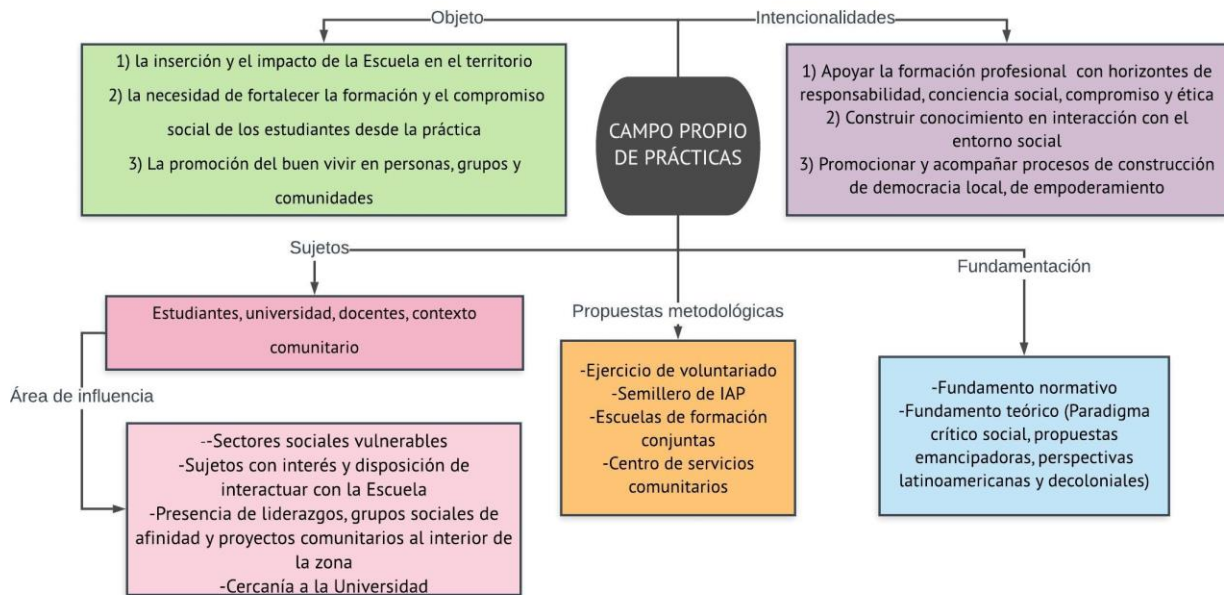 Objeto
Intencionalidades
1) la inserción y el impacto de la Escuela en el territorio
2) la necesidad de fortalecer la formación y el compromiso
social de los estudiantes desde la práctica
3) La promoción del buen vivir en personas, grupos y
comunidades
CAMPO PROPIO
DE PRÁCTICAS
1) Apoyar la formación profesional con horizontes de
responsabilidad, conciencia social, compromiso y ética
2) Construir conocimiento en interacción con el
entorno social
3) Promocionar y acompañar procesos de construcción
de democracia local, de empoderamiento
Sujetos
Fundamentación
Estudiantes, universidad, docentes, contexto
comunitario
Propuestas metodológicas
Área de influencia
--Sectores sociales vulnerables
-Sujetos con interés y disposición de
interactuar con la Escuela
-Presencia de liderazgos, grupos sociales de
afinidad y proyectos comunitarios al interior de
la zona
-Cercanía a la Universidad
-Ejercicio de voluntariado
-Semillero de IAP
-Escuelas de formación
conjuntas
-Centro de servicios
comunitarios
-Fundamento normativo
-Fundamento teórico (Paradigma
crítico social, propuestas
emancipadoras, perspectivas
latinoamericanas y decoloniales)